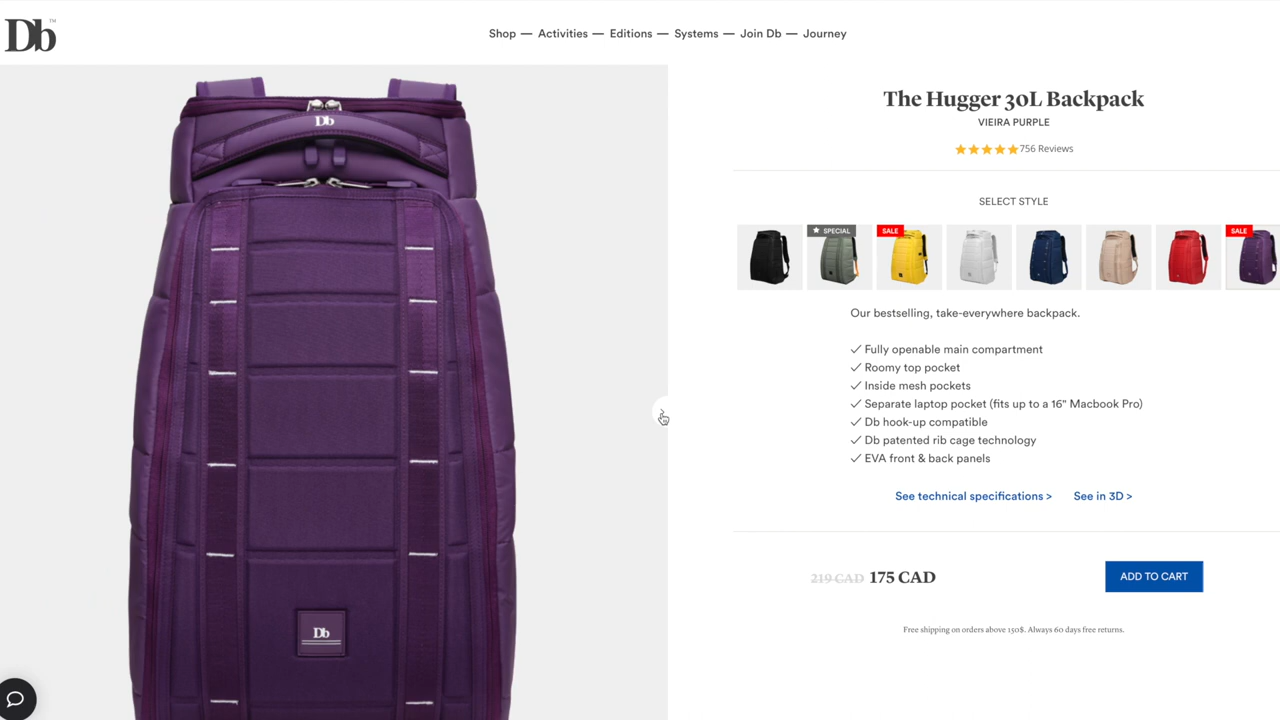 Db™
Shop — Activities — Editions — Systems — Join Db — Journey
Db
Db
The Hugger 30L Backpack
VIEIRA PURPLE
756 Reviews
SELECT STYLE
SPECIAL
SALE
SALE
Our bestselling, take-everywhere backpack.
Fully openable main compartment
Roomy top pocket
Inside mesh pockets
Separate laptop pocket (fits up to a 16" Macbook Pro)
Db hook-up compatible
Db patented rib cage technology
EVA front & back panels
See technical specifications > See in 3D >
219 CAD 175 CAD
ADD TO CART
Free shipping on orders above 150$. Always 60 days free returns.